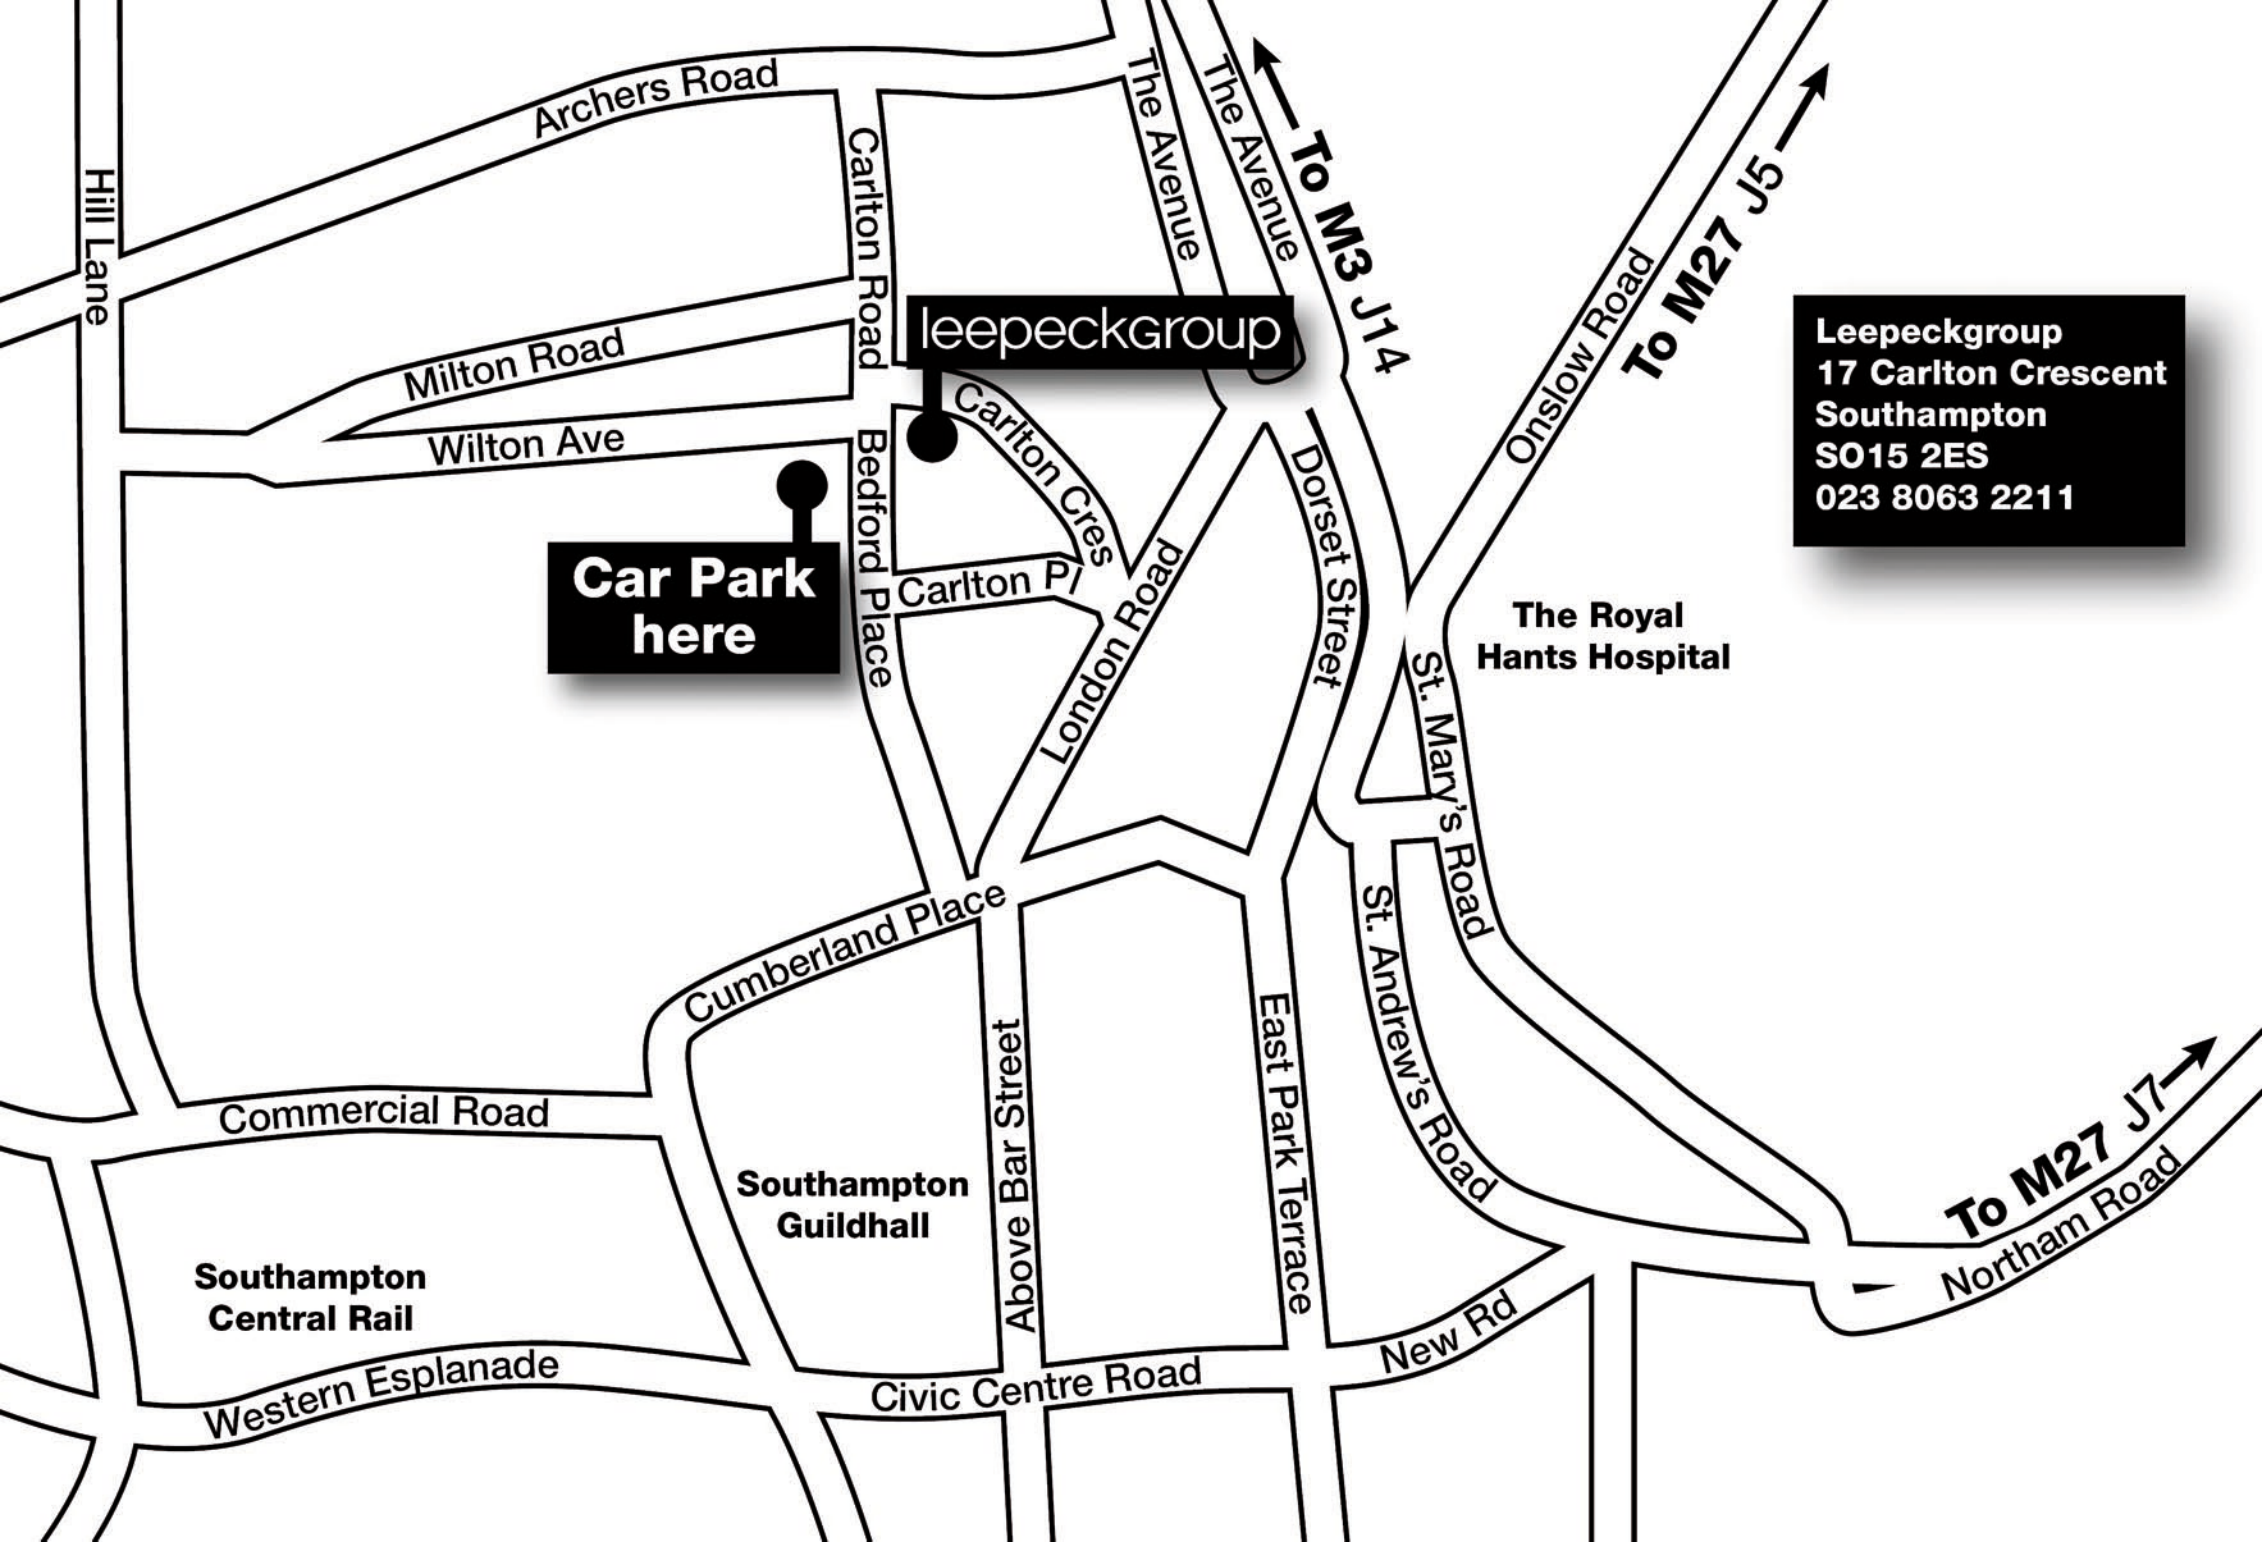 Archers Road
The Avenue
The Avenue
To M3 J14
Hill Lane
Carlton Road
To M27 J5
Onslow Road
leepeckgroup
Leepeckgroup
17 Carlton Crescent
Southampton
SO15 2ES
023 8063 2211
Milton Road
Wilton Ave
Carlton Cres
Bedford Place
Dorset Street
Car Park
here
Carlton Pl
London Road
The Royal
Hants Hospital
St. Mary's Road
Cumberland Place
St. Andrew's Road
East Park Terrace
Above Bar Street
Commercial Road
Southampton
Guildhall
To M27 J7
Northam Road
Southampton
Central Rail
New Rd
Western Esplanade
Civic Centre Road